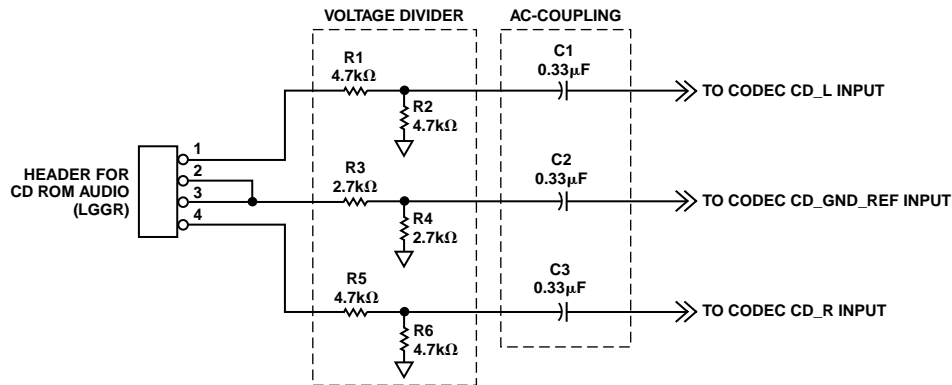 VOLTAGE DIVIDER
AC-COUPLING
R1
4.7kΩ
C1
0.33μF
TO CODEC CD_L INPUT
R2
4.7kΩ
HEADER FOR
CD ROM AUDIO
(LGGR)
1
2
3
4
R3
2.7kΩ
C2
0.33μF
TO CODEC CD_GND_REF INPUT
R4
2.7kΩ
R5
4.7kΩ
C3
0.33μF
TO CODEC CD_R INPUT
R6
4.7kΩ